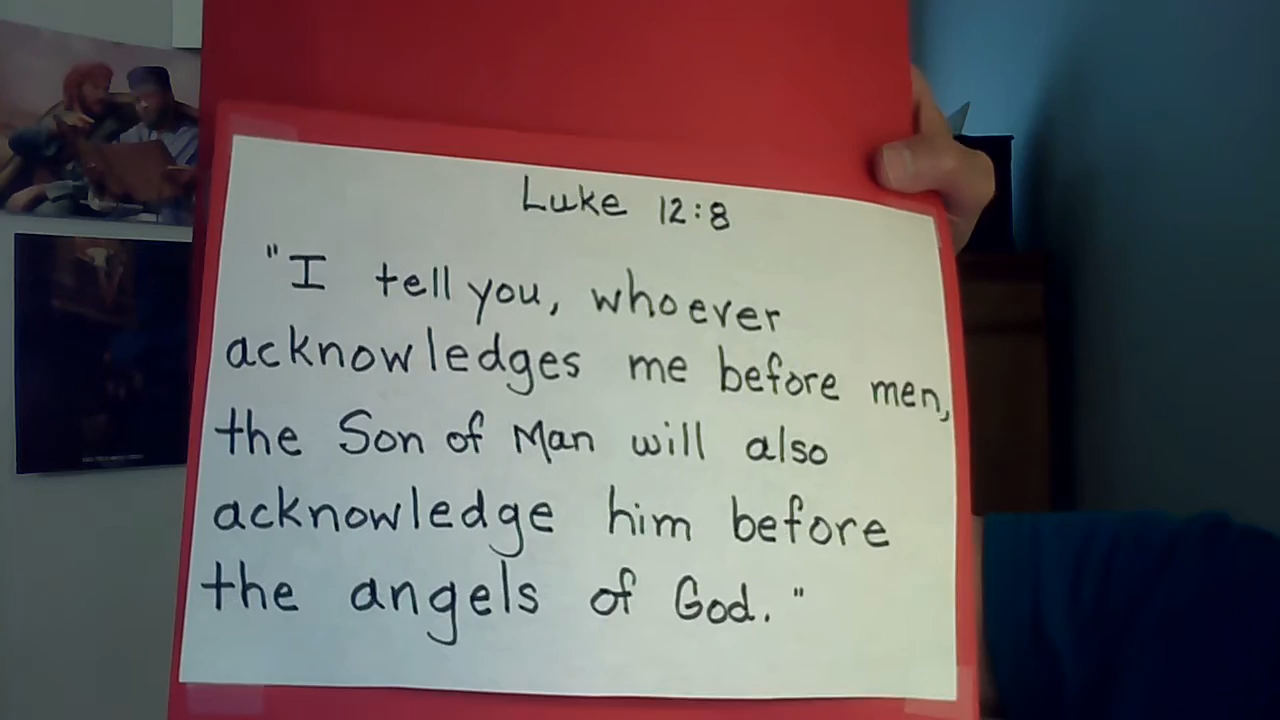 Luke 12:8
"I tell you, whoever
acknowledges me before men,
the Son of Man will also
acknowledge him before
the angels of God."